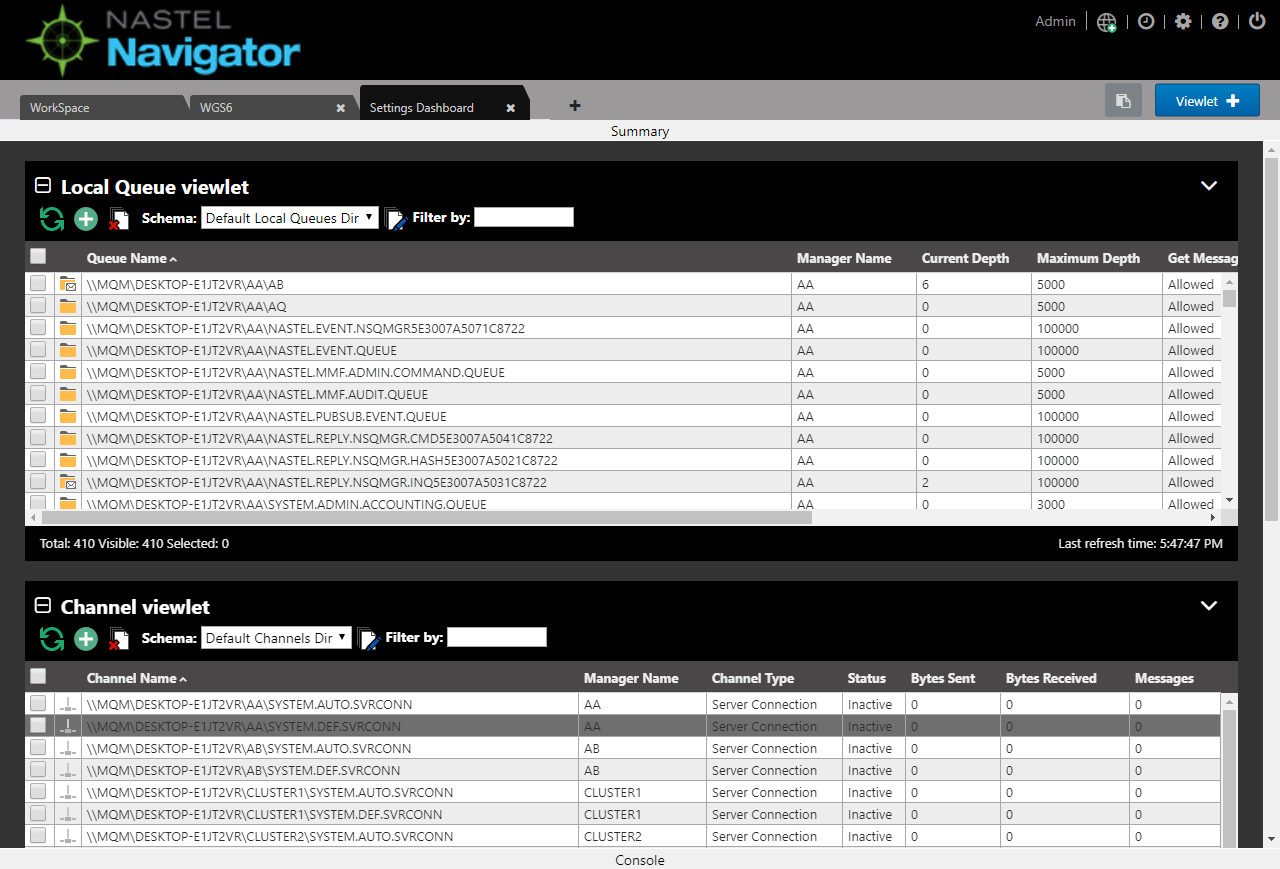 NASTEL
Navigator
Admin
WorkSpace WGS6 Settings Dashboard Viewlet
Summary
Local Queue viewlet
Schema: Default Local Queues Dir Filter by:
Queue Name Manager Name Current Depth Maximum Depth Get Messag
\\MQM\DESKTOP-E1JT2VR\AA\AB AA 6 5000 Allowed
\\MQM\DESKTOP-E1JT2VR\AA\AQ AA 0 5000 Allowed
\\MQM\DESKTOP-E1JT2VR\AA\NASTEL.EVENT.NSQMGR5E3007A5071C8722 AA 0 100000 Allowed
\\MQM\DESKTOP-E1JT2VR\AA\NASTEL.EVENT.QUEUE AA 0 100000 Allowed
\\MQM\DESKTOP-E1JT2VR\AA\NASTEL.MMF.ADMIN.COMMAND.QUEUE AA 0 5000 Allowed
\\MQM\DESKTOP-E1JT2VR\AA\NASTEL.MMF.AUDIT.QUEUE AA 0 5000 Allowed
\\MQM\DESKTOP-E1JT2VR\AA\NASTEL.PUBSUB.EVENT.QUEUE AA 0 100000 Allowed
\\MQM\DESKTOP-E1JT2VR\AA\NASTEL.REPLY.NSQMGR.CMD5E3007A5041C8722 AA 0 100000 Allowed
\\MQM\DESKTOP-E1JT2VR\AA\NASTEL.REPLY.NSQMGR.HASH5E3007A5021C8722 AA 0 100000 Allowed
\\MQM\DESKTOP-E1JT2VR\AA\NASTEL.REPLY.NSQMGR.INQ5E3007A5031C8722 AA 2 100000 Allowed
\\MQM\DESKTOP-E1JT2VR\AA\SYSTEM.ADMIN.ACCOUNTING.QUEUE AA 0 3000 Allowed
Total: 410 Visible: 410 Selected: 0 Last refresh time: 5:47:47 PM
Channel viewlet
Schema: Default Channels Dir Filter by:
Channel Name Manager Name Channel Type Status Bytes Sent Bytes Received Messages
\\MQM\DESKTOP-E1JT2VR\AA\SYSTEM.AUTO.SVRCONN AA Server Connection Inactive 0 0 0
\\MQM\DESKTOP-E1JT2VR\AA\SYSTEM.DEF.SVRCONN AA Server Connection Inactive 0 0 0
\\MQM\DESKTOP-E1JT2VR\AB\SYSTEM.AUTO.SVRCONN AB Server Connection Inactive 0 0 0
\\MQM\DESKTOP-E1JT2VR\AB\SYSTEM.DEF.SVRCONN AB Server Connection Inactive 0 0 0
\\MQM\DESKTOP-E1JT2VR\CLUSTER1\SYSTEM.AUTO.SVRCONN CLUSTER1 Server Connection Inactive 0 0 0
\\MQM\DESKTOP-E1JT2VR\CLUSTER1\SYSTEM.DEF.SVRCONN CLUSTER1 Server Connection Inactive 0 0 0
\\MQM\DESKTOP-E1JT2VR\CLUSTER2\SYSTEM.AUTO.SVRCONN CLUSTER2 Server Connection Inactive 0 0 0
Console